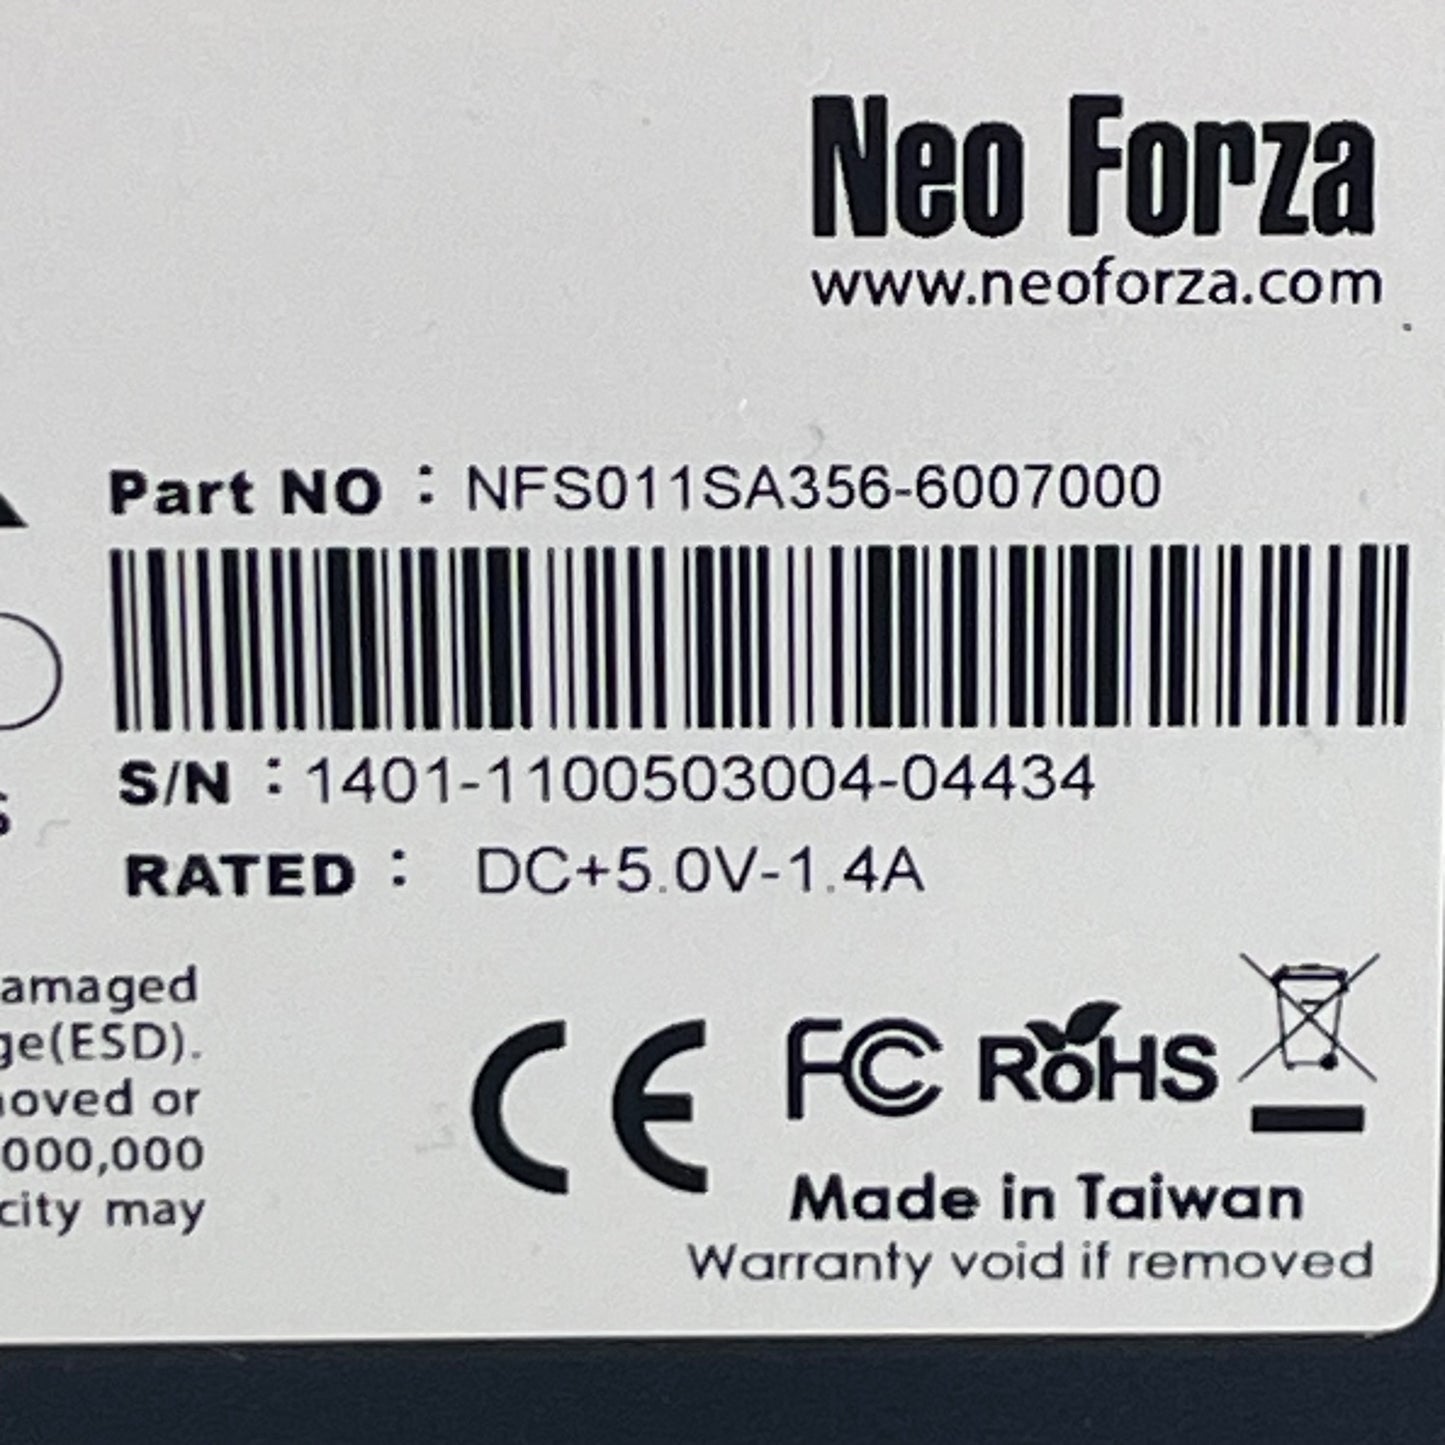 Neo Forza
www.neoforza.com
Part NO : NFS011SA356-6007000
S/N : 1401-1100503004-04434
RATED : DC+5.0V-1.4A
amaged
ge(ESD).
oved or
000,000
city may
CE FC RoHS
Made in Taiwan
Warranty void if removed